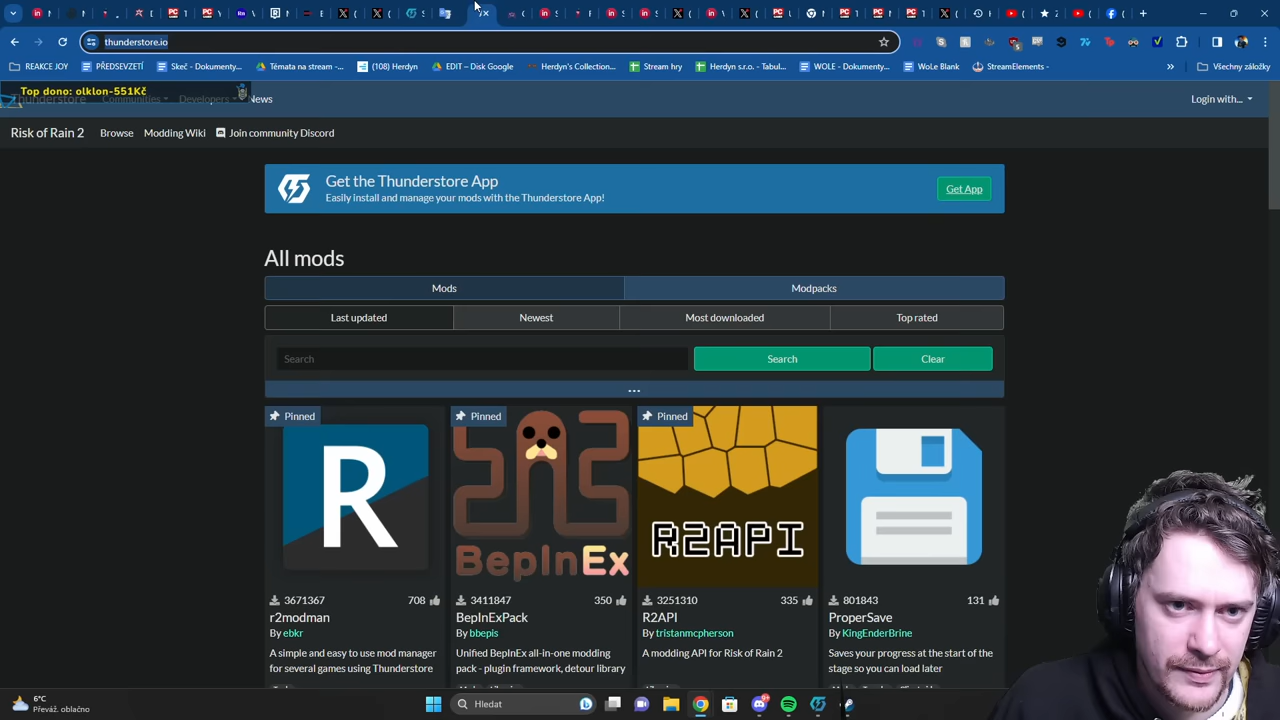 thunderstore.io
REAKCE JOY
PŘEDSEVZETÍ
Skeč - Dokumenty...
Témata na stream -...
(108) Herdyn
EDIT – Disk Google
Herdyn's Collection...
Stream hry
Herdyn s.r.o. - Tabul...
WOLE - Dokumenty...
WoLe Blank
StreamElements -
Všechny záložky
Top dono: olklon-551Kč
Thunderstore
Communities
Developers
News
Login with...
Risk of Rain 2
Browse
Modding Wiki
Join community Discord
Get the Thunderstore App
Easily install and manage your mods with the Thunderstore App!
Get App
All mods
Mods
Modpacks
Last updated
Newest
Most downloaded
Top rated
Search
Search
Clear
...
Pinned
Pinned
Pinned
R
BepInEx
R2API
3671367
708
3411847
350
3251310
335
801843
131
r2modman
BepInExPack
R2API
ProperSave
By ebkr
By bbepis
By tristanmcpherson
By KingEnderBrine
A simple and easy to use mod manager
for several games using Thunderstore
Unified BepInEx all-in-one modding
pack - plugin framework, detour library
A modding API for Risk of Rain 2
Saves your progress at the start of the
stage so you can load later
6°C
Převáž. oblačno
Hledat